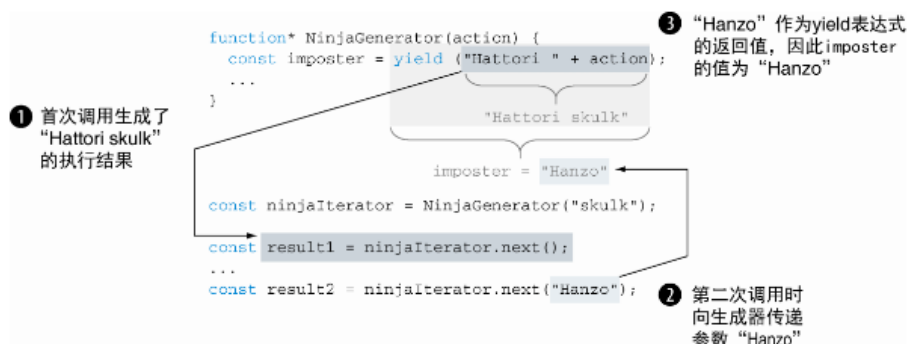 function* NinjaGenerator(action) {
const imposter = yield ("Hattori " + action);
...
}
"Hattori skulk"
imposter = "Hanzo"
const ninjaIterator = NinjaGenerator("skulk");
const result1 = ninjaIterator.next();
...
const result2 = ninjaIterator.next("Hanzo");
❶ 首次调用生成了
“Hattori skulk”
的执行结果
❷ 第二次调用时
向生成器传递
参数“Hanzo”
❸ “Hanzo”作为yield表达式
的返回值，因此imposter
的值为“Hanzo”